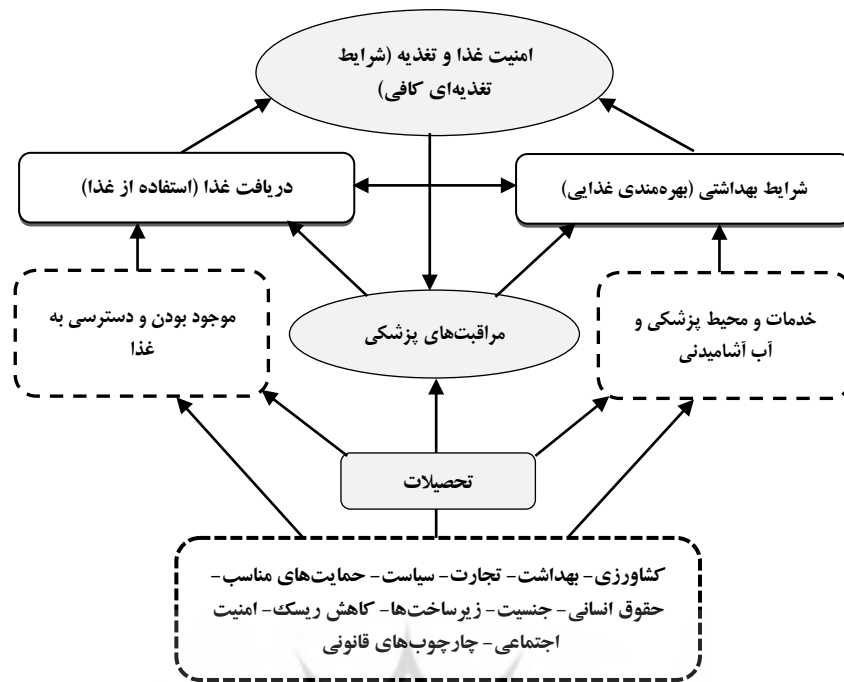 امنیت غذا و تغذیه (شرایط
تغذیه‌ای کافی)
شرایط بهداشتی (بهره‌مندی غذایی)
دریافت غذا (استفاده از غذا)
خدمات و محیط پزشکی و
آب آشامیدنی
مراقبت‌های پزشکی
موجود بودن و دسترسی به
غذا
تحصیلات
کشاورزی- بهداشت- تجارت- سیاست- حمایت‌های مناسب-
حقوق انسانی- جنسیت- زیرساخت‌ها- کاهش ریسک- امنیت
اجتماعی- چارچوب‌های قانونی